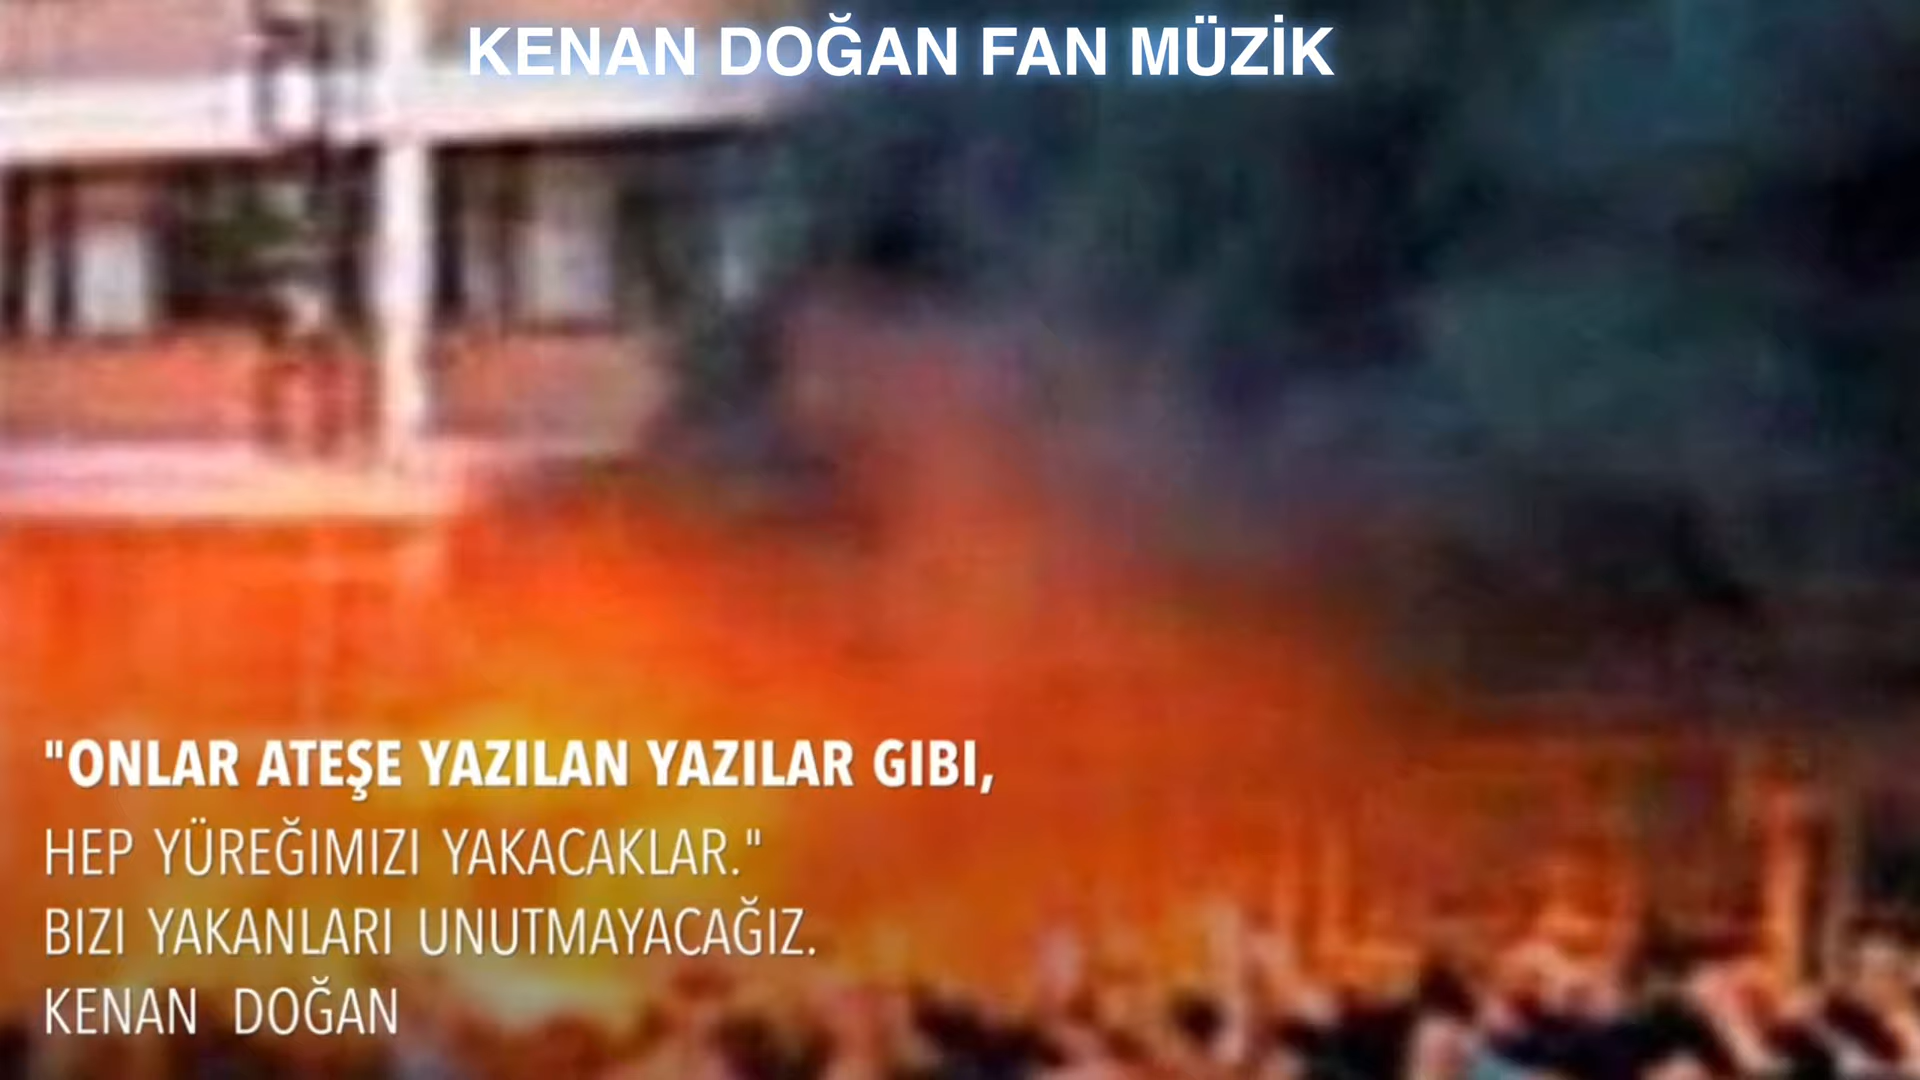 KENAN DOĞAN FAN MÜZİK
"ONLAR ATEŞE YAZILAN YAZILAR GIBI,
HEP YÜREĞIMIZI YAKACAKLAR."
BIZI YAKANLARI UNUTMAYACAĞIZ.
KENAN DOĞAN